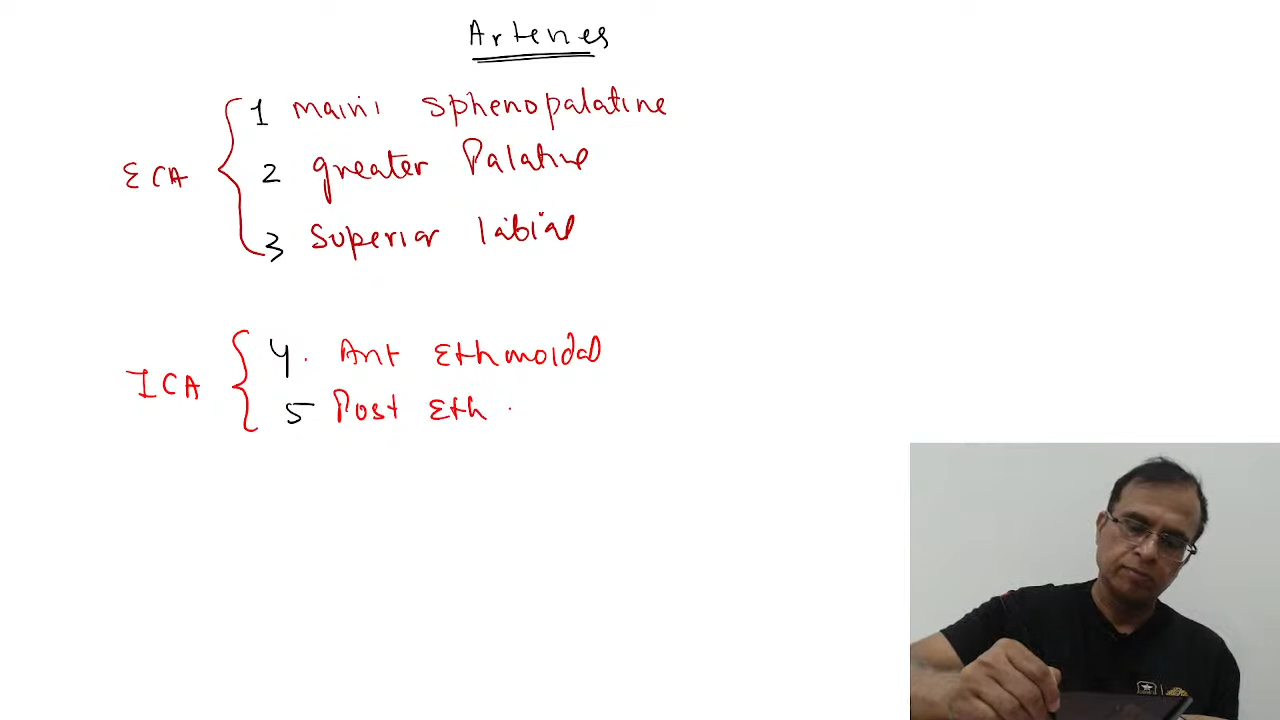 Arteries
1 main: sphenopalatine
2 greater Palatine
ECA
3 superior labial
4. Ant Ethmoidal
ICA
5 Post Eth.